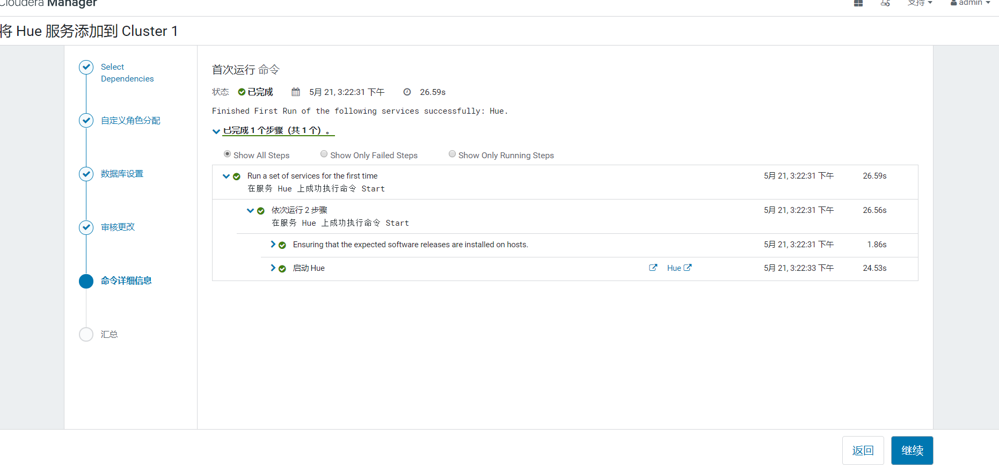 Cloudera Manager
支持
admin
将 Hue 服务添加到 Cluster 1
Select
Dependencies
自定义角色分配
数据库设置
审核更改
命令详细信息
汇总
首次运行 命令
状态 已完成 5月 21, 3:22:31 下午 26.59s
Finished First Run of the following services successfully: Hue.
已完成 1 个步骤（共 1 个）。
Show All Steps Show Only Failed Steps Show Only Running Steps
Run a set of services for the first time 5月 21, 3:22:31 下午 26.59s
在服务 Hue 上成功执行命令 Start
依次运行 2 步骤 5月 21, 3:22:31 下午 26.56s
在服务 Hue 上成功执行命令 Start
Ensuring that the expected software releases are installed on hosts. 5月 21, 3:22:31 下午 1.86s
启动 Hue Hue 5月 21, 3:22:33 下午 24.53s
返回 继续